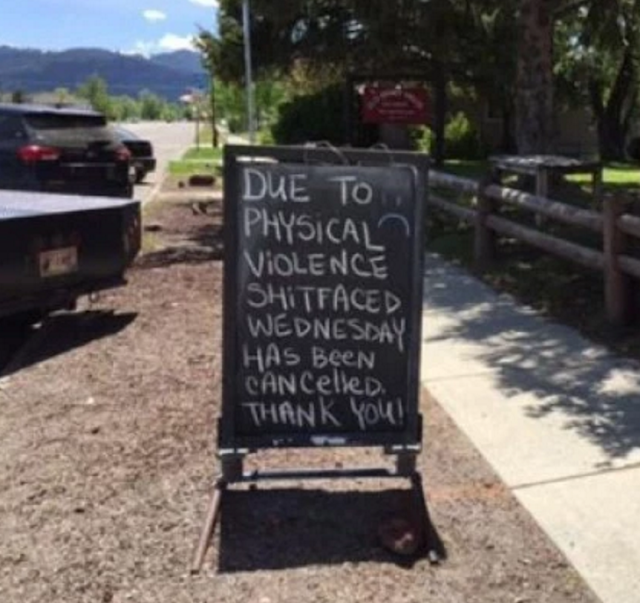 DUE TO
PHYSICAL
VIOLENCE
SHITFACED
WEDNESDAY
HAS BEEN
CANCELLED.
THANK YOU!